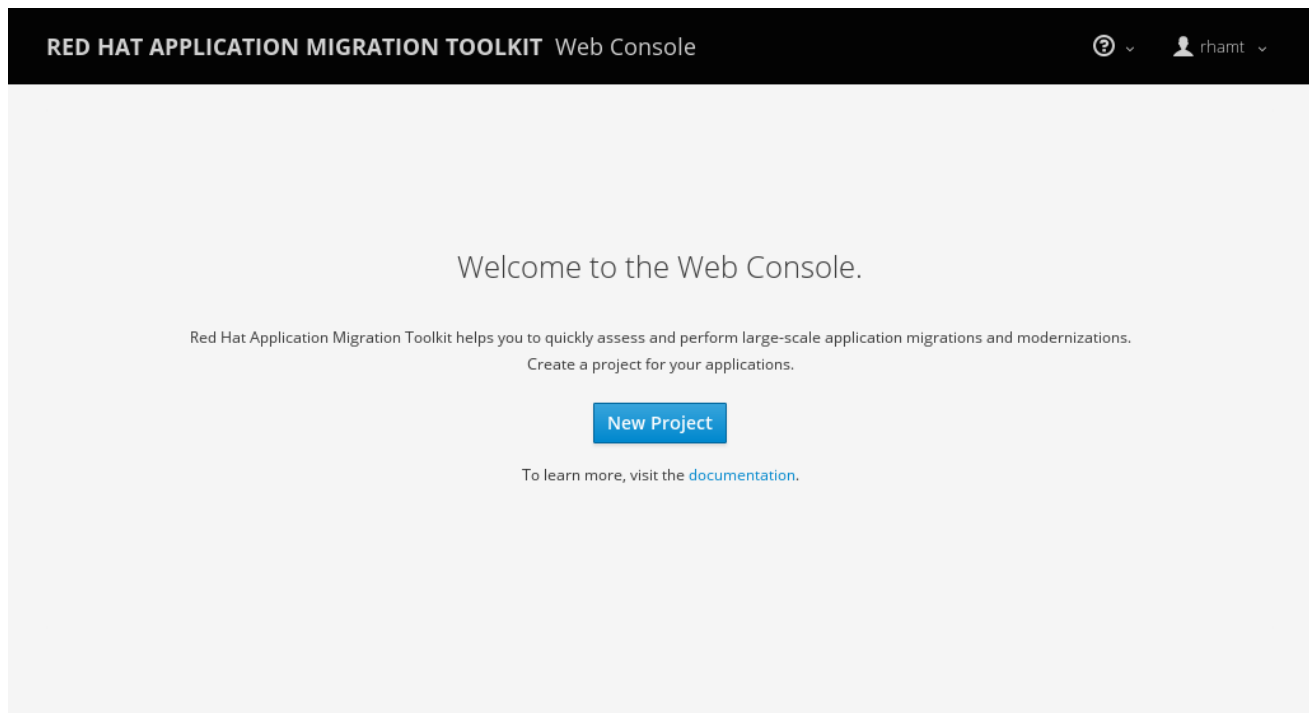 RED HAT APPLICATION MIGRATION TOOLKIT Web Console
rhamt
Welcome to the Web Console.
Red Hat Application Migration Toolkit helps you to quickly assess and perform large-scale application migrations and modernizations.
Create a project for your applications.
New Project
To learn more, visit the documentation.